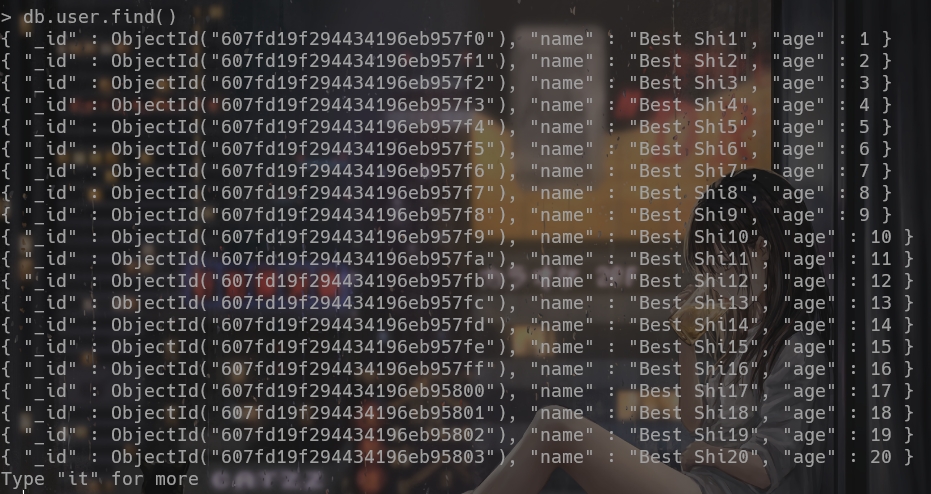 > db.user.find()
{ "_id" : ObjectId("607fd19f294434196eb957f0"), "name" : "Best Shi1", "age" : 1 }
{ "_id" : ObjectId("607fd19f294434196eb957f1"), "name" : "Best Shi2", "age" : 2 }
{ "_id" : ObjectId("607fd19f294434196eb957f2"), "name" : "Best Shi3", "age" : 3 }
{ "_id" : ObjectId("607fd19f294434196eb957f3"), "name" : "Best Shi4", "age" : 4 }
{ "_id" : ObjectId("607fd19f294434196eb957f4"), "name" : "Best Shi5", "age" : 5 }
{ "_id" : ObjectId("607fd19f294434196eb957f5"), "name" : "Best Shi6", "age" : 6 }
{ "_id" : ObjectId("607fd19f294434196eb957f6"), "name" : "Best Shi7", "age" : 7 }
{ "_id" : ObjectId("607fd19f294434196eb957f7"), "name" : "Best Shi8", "age" : 8 }
{ "_id" : ObjectId("607fd19f294434196eb957f8"), "name" : "Best Shi9", "age" : 9 }
{ "_id" : ObjectId("607fd19f294434196eb957f9"), "name" : "Best Shi10", "age" : 10 }
{ "_id" : ObjectId("607fd19f294434196eb957fa"), "name" : "Best Shi11", "age" : 11 }
{ "_id" : ObjectId("607fd19f294434196eb957fb"), "name" : "Best Shi12", "age" : 12 }
{ "_id" : ObjectId("607fd19f294434196eb957fc"), "name" : "Best Shi13", "age" : 13 }
{ "_id" : ObjectId("607fd19f294434196eb957fd"), "name" : "Best Shi14", "age" : 14 }
{ "_id" : ObjectId("607fd19f294434196eb957fe"), "name" : "Best Shi15", "age" : 15 }
{ "_id" : ObjectId("607fd19f294434196eb957ff"), "name" : "Best Shi16", "age" : 16 }
{ "_id" : ObjectId("607fd19f294434196eb95800"), "name" : "Best Shi17", "age" : 17 }
{ "_id" : ObjectId("607fd19f294434196eb95801"), "name" : "Best Shi18", "age" : 18 }
{ "_id" : ObjectId("607fd19f294434196eb95802"), "name" : "Best Shi19", "age" : 19 }
{ "_id" : ObjectId("607fd19f294434196eb95803"), "name" : "Best Shi20", "age" : 20 }
Type "it" for more